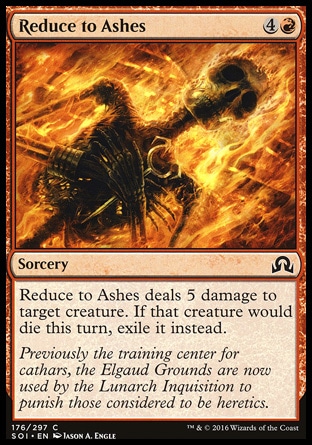 Reduce to Ashes 4
Sorcery
Reduce to Ashes deals 5 damage to
target creature. If that creature would
die this turn, exile it instead.
Previously the training center for
cathars, the Elgaud Grounds are now
used by the Lunarch Inquisition to
punish those considered to be heretics.
176/297 C
SOI • EN Jason A. Engle
™ & © 2016 Wizards of the Coast